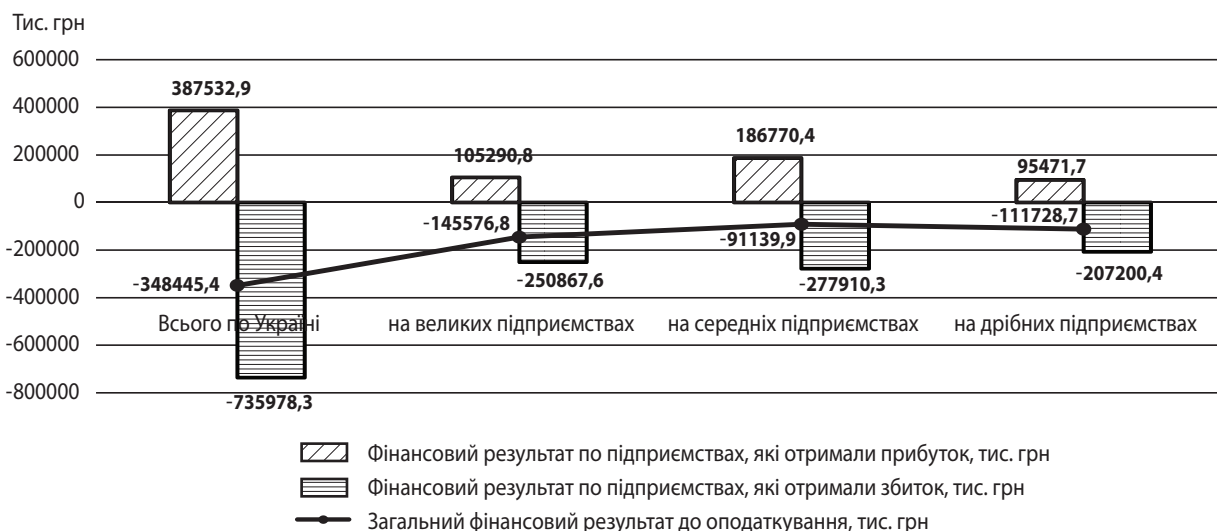 Тис. грн
600000
387532,9
400000
186770,4
200000
105290,8
95471,7
0
-145576,8
-111728,7
-91139,9
-200000
-250867,6
-277910,3
-207200,4
-348445,4
-400000
Всього по Україні
на великих підприємствах
на середніх підприємствах
на дрібних підприємствах
-600000
-800000
-735978,3
Фінансовий результат по підприємствах, які отримали прибуток, тис. грн
Фінансовий результат по підприємствах, які отримали збиток, тис. грн
Загальний фінансовий результат до оподаткування, тис. грн